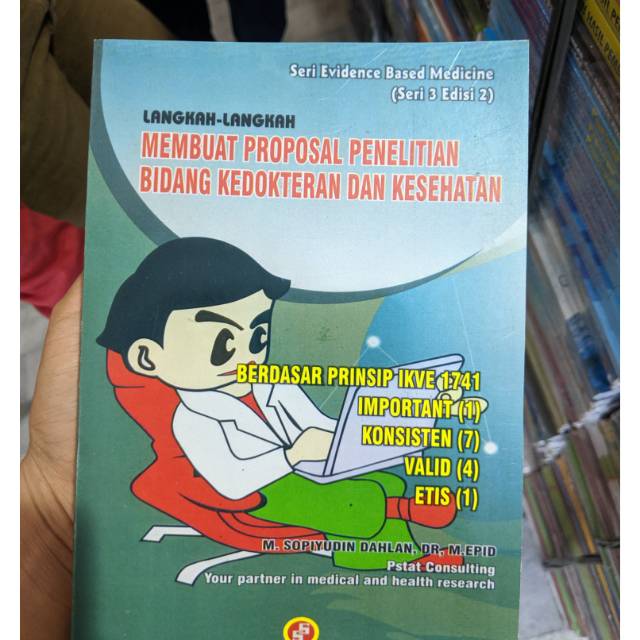 Seri Evidence Based Medicine
(Seri 3 Edisi 2)
LANGKAH-LANGKAH
MEMBUAT PROPOSAL PENELITIAN
BIDANG KEDOKTERAN DAN KESEHATAN
BERDASAR PRINSIP IKVE 1741
IMPORTANT (1)
KONSISTEN (7)
VALID (4)
ETIS (1)
M. SOPIYUDIN DAHLAN, DR, M.EPID
Pstat Consulting
Your partner in medical and health research